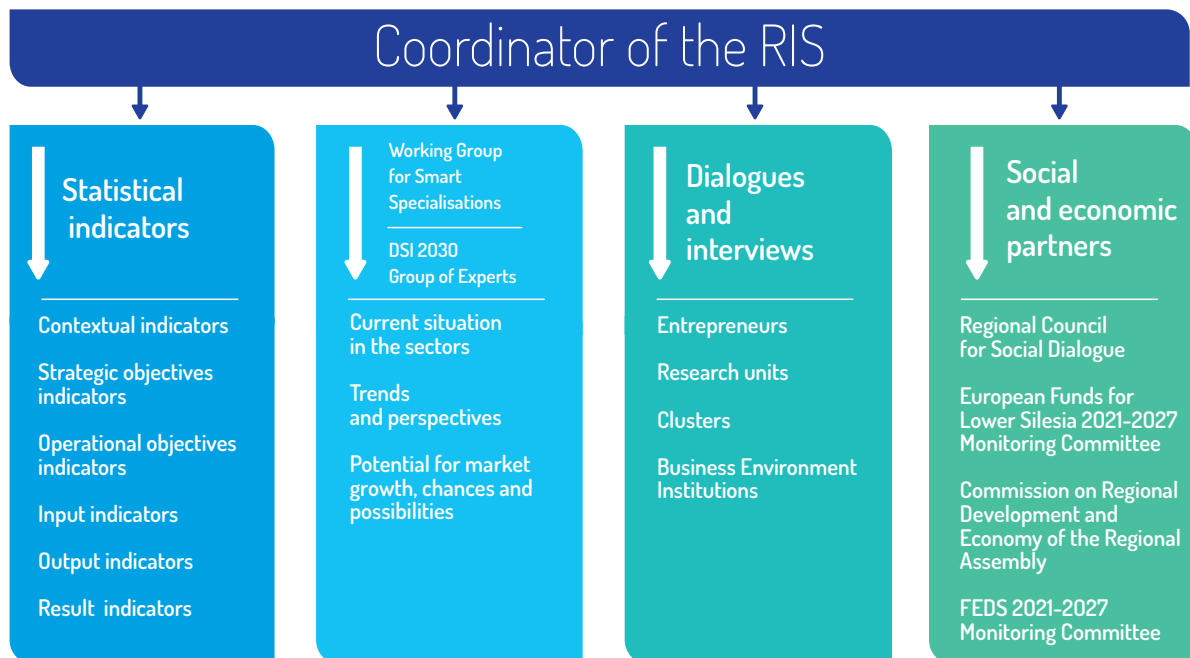 Coordinator of the RIS
Statistical
indicators
Contextual indicators
Strategic objectives
indicators
Operational objectives
indicators
Input indicators
Output indicators
Result indicators
Working Group
for Smart
Specialisations
DSI 2030
Group of Experts
Current situation
in the sectors
Trends
and perspectives
Potential for market
growth, chances and
possibilities
Dialogues
and
interviews
Entrepreneurs
Research units
Clusters
Business Environment
Institutions
Social
and economic
partners
Regional Council
for Social Dialogue
European Funds for
Lower Silesia 2021-2027
Monitoring Committee
Commission on Regional
Development and
Economy of the Regional
Assembly
FEDS 2021-2027
Monitoring Committee